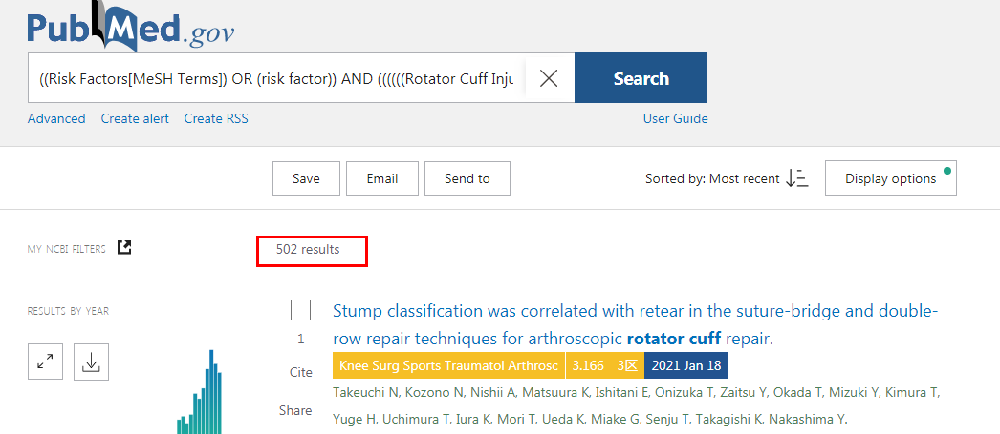 PubMed.gov
((Risk Factors[MeSH Terms]) OR (risk factor)) AND ((((((Rotator Cuff Inju
Search
Advanced Create alert Create RSS
User Guide
Save Email Send to
Sorted by: Most recent
Display options
MY NCBI FILTERS
502 results
RESULTS BY YEAR
Stump classification was correlated with retear in the suture-bridge and double-
row repair techniques for arthroscopic rotator cuff repair.
1
Knee Surg Sports Traumatol Arthrosc 3.166 3区 2021 Jan 18
Cite
Takeuchi N, Kozono N, Nishii A, Matsuura K, Ishitani E, Onizuka T, Zaitsu Y, Okada T, Mizuki Y, Kimura T,
Share
Yuge H, Uchimura T, Iura K, Mori T, Ueda K, Miake G, Senju T, Takagishi K, Nakashima Y.